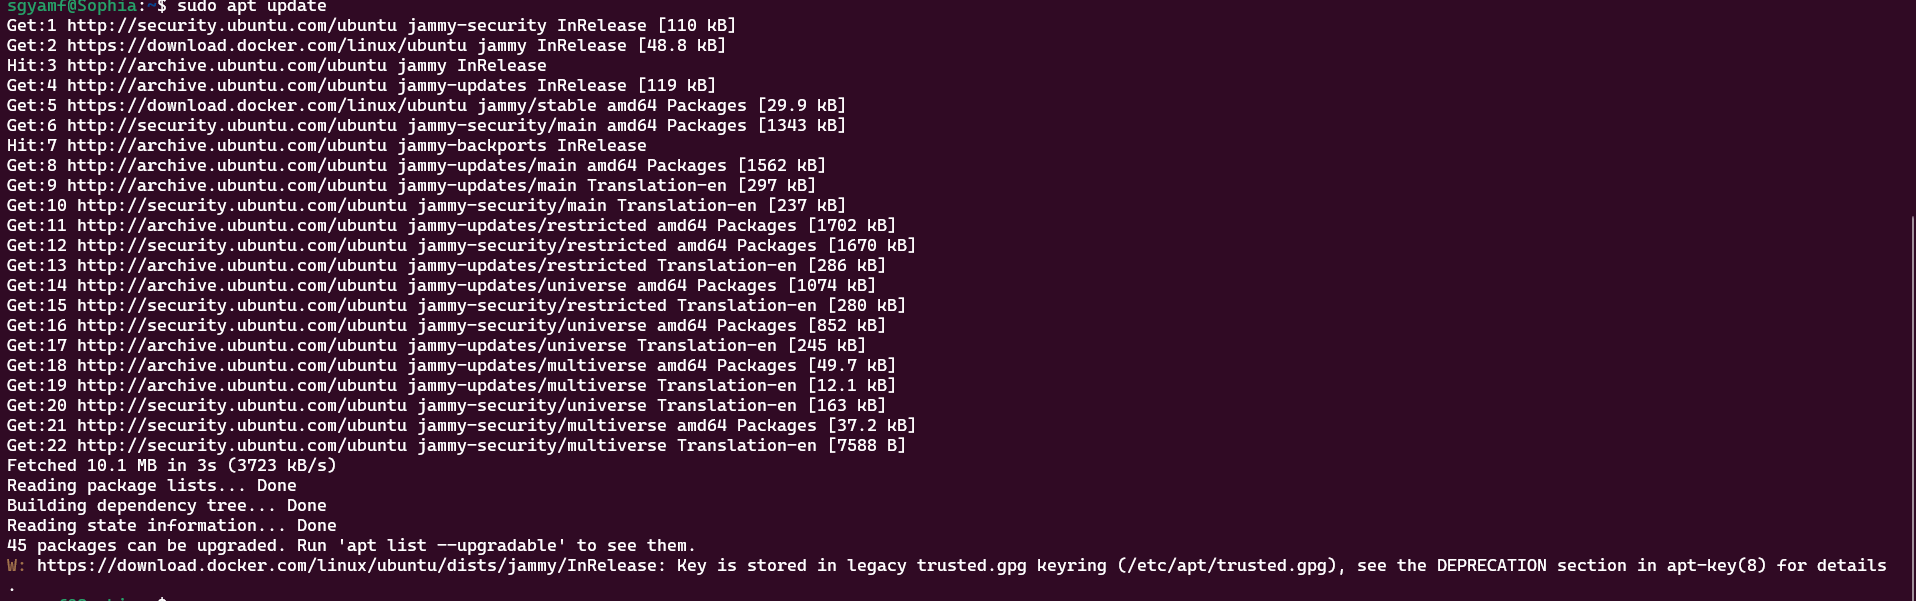 sgyamf@Sophia:~$ sudo apt update
Get:1 http://security.ubuntu.com/ubuntu jammy-security InRelease [110 kB]
Get:2 https://download.docker.com/linux/ubuntu jammy InRelease [48.8 kB]
Hit:3 http://archive.ubuntu.com/ubuntu jammy InRelease
Get:4 http://archive.ubuntu.com/ubuntu jammy-updates InRelease [119 kB]
Get:5 https://download.docker.com/linux/ubuntu jammy/stable amd64 Packages [29.9 kB]
Get:6 http://security.ubuntu.com/ubuntu jammy-security/main amd64 Packages [1343 kB]
Hit:7 http://archive.ubuntu.com/ubuntu jammy-backports InRelease
Get:8 http://archive.ubuntu.com/ubuntu jammy-updates/main amd64 Packages [1562 kB]
Get:9 http://archive.ubuntu.com/ubuntu jammy-updates/main Translation-en [297 kB]
Get:10 http://security.ubuntu.com/ubuntu jammy-security/main Translation-en [237 kB]
Get:11 http://archive.ubuntu.com/ubuntu jammy-updates/restricted amd64 Packages [1702 kB]
Get:12 http://security.ubuntu.com/ubuntu jammy-security/restricted amd64 Packages [1670 kB]
Get:13 http://archive.ubuntu.com/ubuntu jammy-updates/restricted Translation-en [286 kB]
Get:14 http://archive.ubuntu.com/ubuntu jammy-updates/universe amd64 Packages [1074 kB]
Get:15 http://security.ubuntu.com/ubuntu jammy-security/restricted Translation-en [280 kB]
Get:16 http://security.ubuntu.com/ubuntu jammy-security/universe amd64 Packages [852 kB]
Get:17 http://archive.ubuntu.com/ubuntu jammy-updates/universe Translation-en [245 kB]
Get:18 http://archive.ubuntu.com/ubuntu jammy-updates/multiverse amd64 Packages [49.7 kB]
Get:19 http://archive.ubuntu.com/ubuntu jammy-updates/multiverse Translation-en [12.1 kB]
Get:20 http://security.ubuntu.com/ubuntu jammy-security/universe Translation-en [163 kB]
Get:21 http://security.ubuntu.com/ubuntu jammy-security/multiverse amd64 Packages [37.2 kB]
Get:22 http://security.ubuntu.com/ubuntu jammy-security/multiverse Translation-en [7588 B]
Fetched 10.1 MB in 3s (3723 kB/s)
Reading package lists... Done
Building dependency tree... Done
Reading state information... Done
45 packages can be upgraded. Run 'apt list --upgradable' to see them.
W: https://download.docker.com/linux/ubuntu/dists/jammy/InRelease: Key is stored in legacy trusted.gpg keyring (/etc/apt/trusted.gpg), see the DEPRECATION section in apt-key(8) for details
.